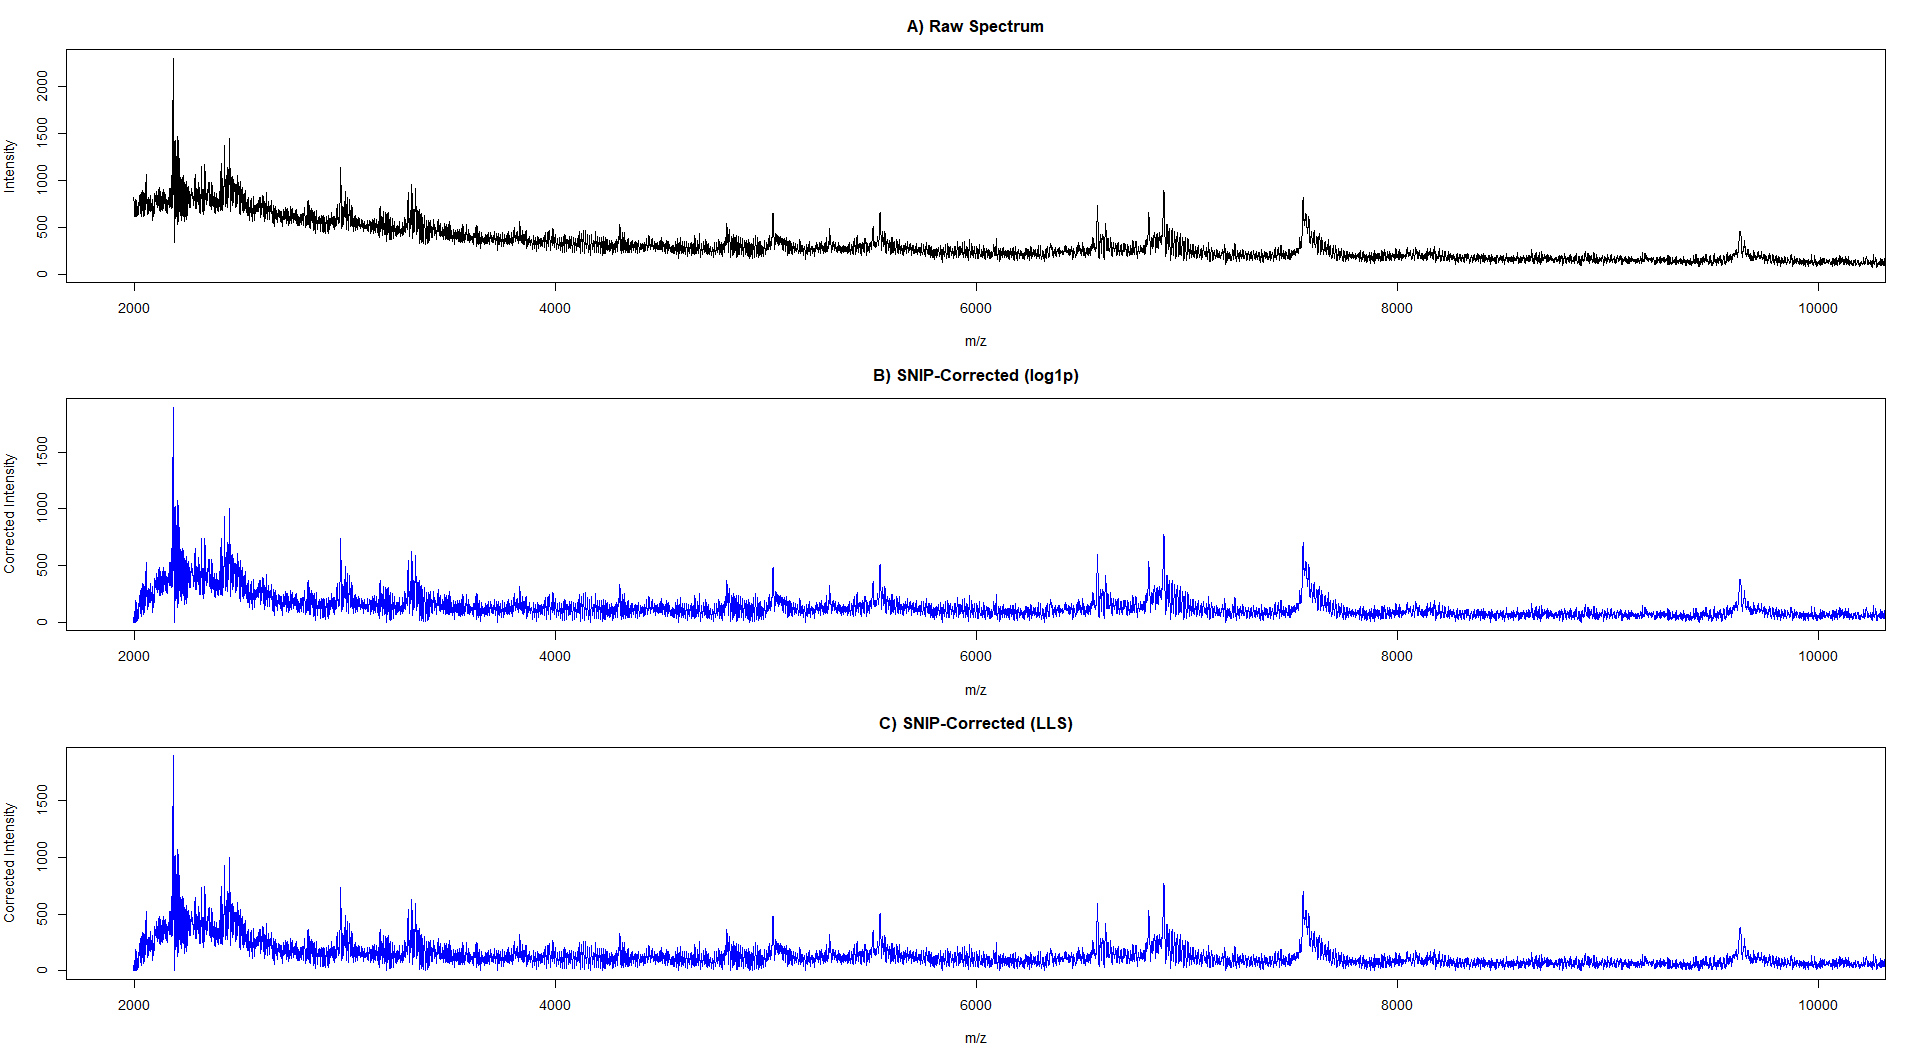 A) Raw Spectrum
Intensity
2000
1500
1000
500
0
2000 4000 6000 8000 10000
m/z
B) SNIP-Corrected (log1p)
Corrected Intensity
1500
1000
500
0
2000 4000 6000 8000 10000
m/z
C) SNIP-Corrected (LLS)
Corrected Intensity
1500
1000
500
0
2000 4000 6000 8000 10000
m/z